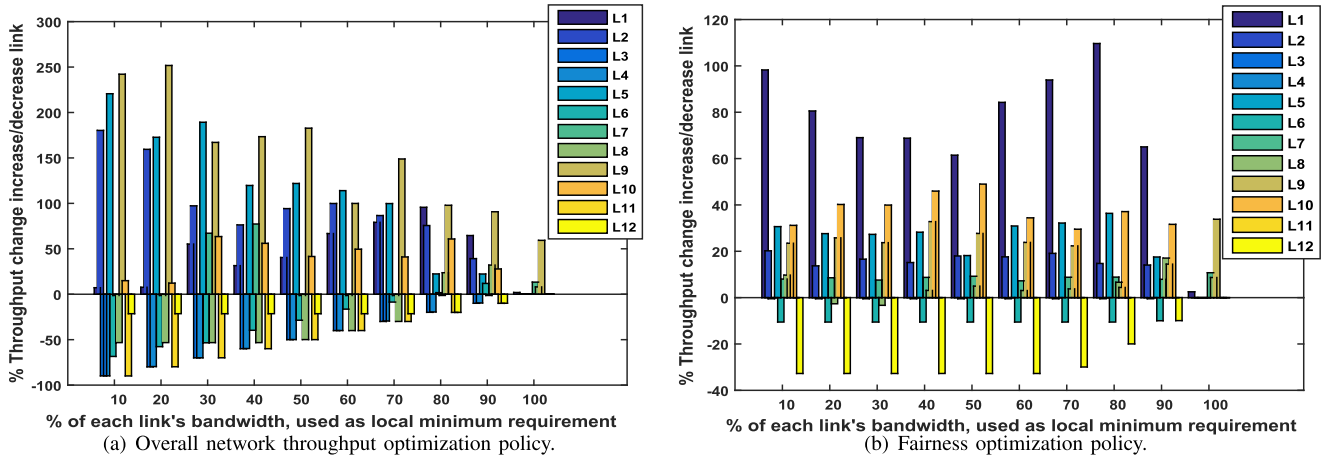 % Throughput change increase/decrease link
300
250
200
150
100
50
0
-50
-100
10 20 30 40 50 60 70 80 90 100
% of each link's bandwidth, used as local minimum requirement
L1
L2
L3
L4
L5
L6
L7
L8
L9
L10
L11
L12
(a) Overall network throughput optimization policy.
% Throughput change increase/decrease link
120
100
80
60
40
20
0
-20
-40
10 20 30 40 50 60 70 80 90 100
% of each link's bandwidth, used as local minimum requirement
L1
L2
L3
L4
L5
L6
L7
L8
L9
L10
L11
L12
(b) Fairness optimization policy.